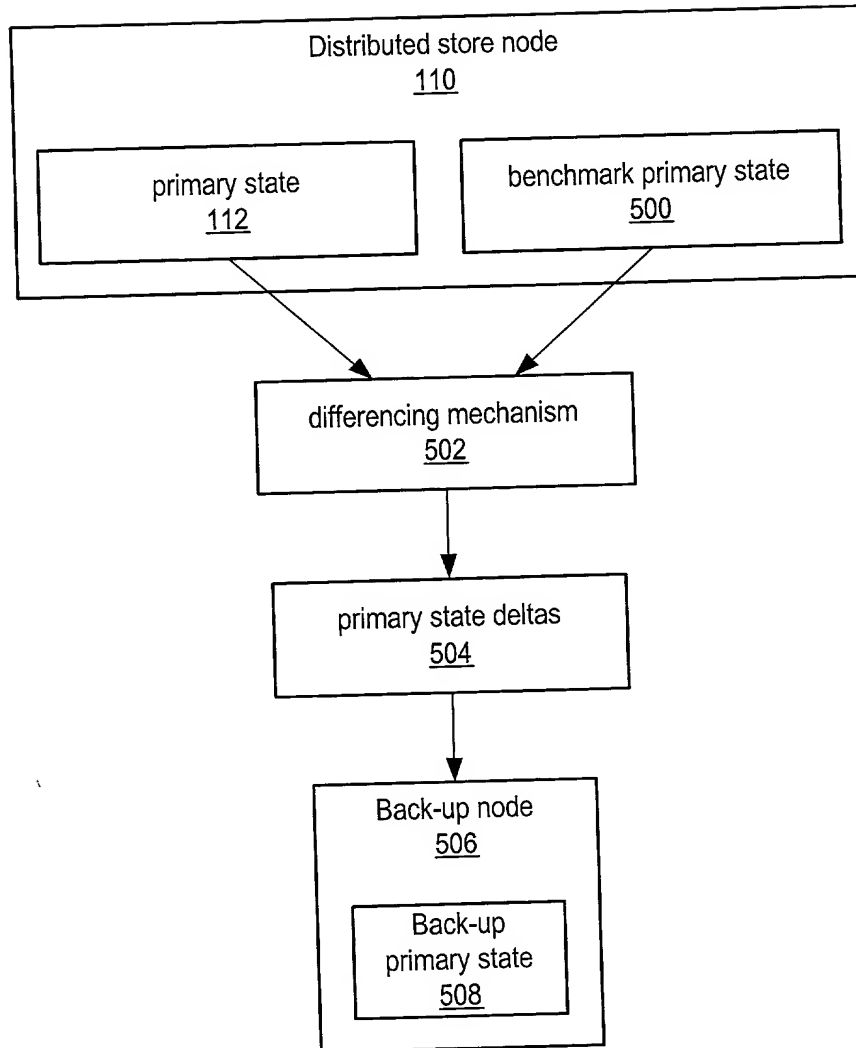 Distributed store node
110
primary state
112
benchmark primary state
500
differencing mechanism
502
primary state deltas
504
Back-up node
506
Back-up
primary state
508